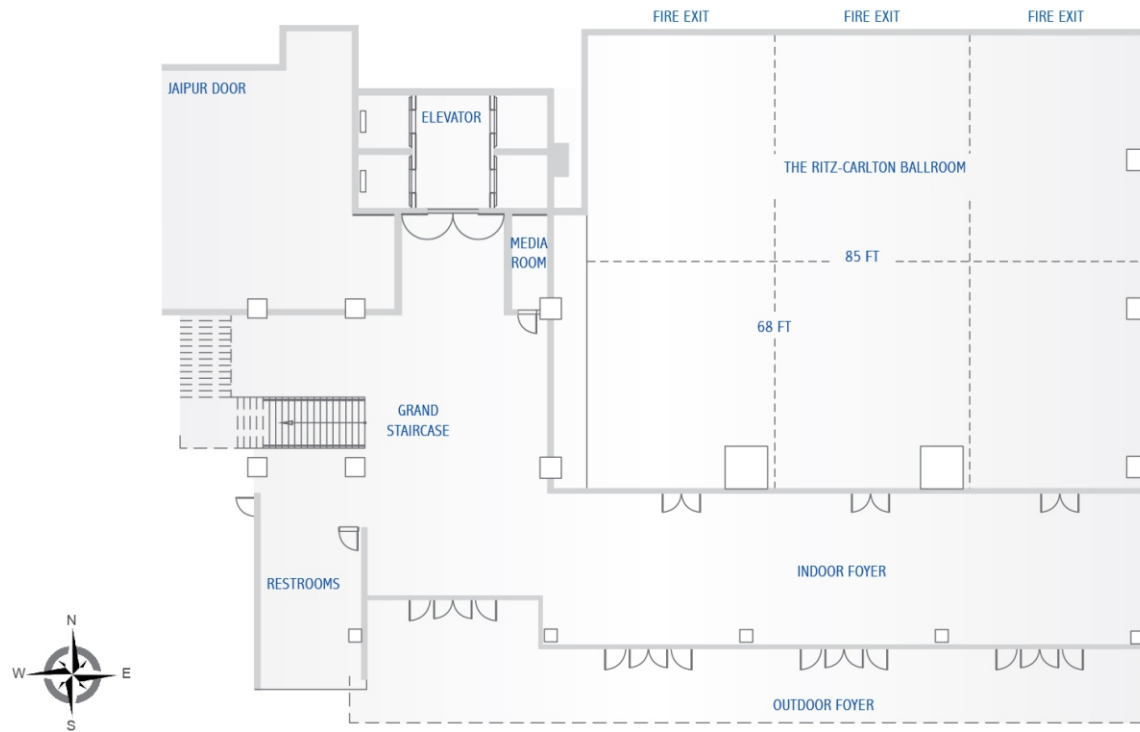 FIRE EXIT
FIRE EXIT
FIRE EXIT
JAIPUR DOOR
ELEVATOR
THE RITZ-CARLTON BALLROOM
MEDIA
ROOM
85 FT
68 FT
GRAND
STAIRCASE
INDOOR FOYER
RESTROOMS
N
W
E
S
OUTDOOR FOYER